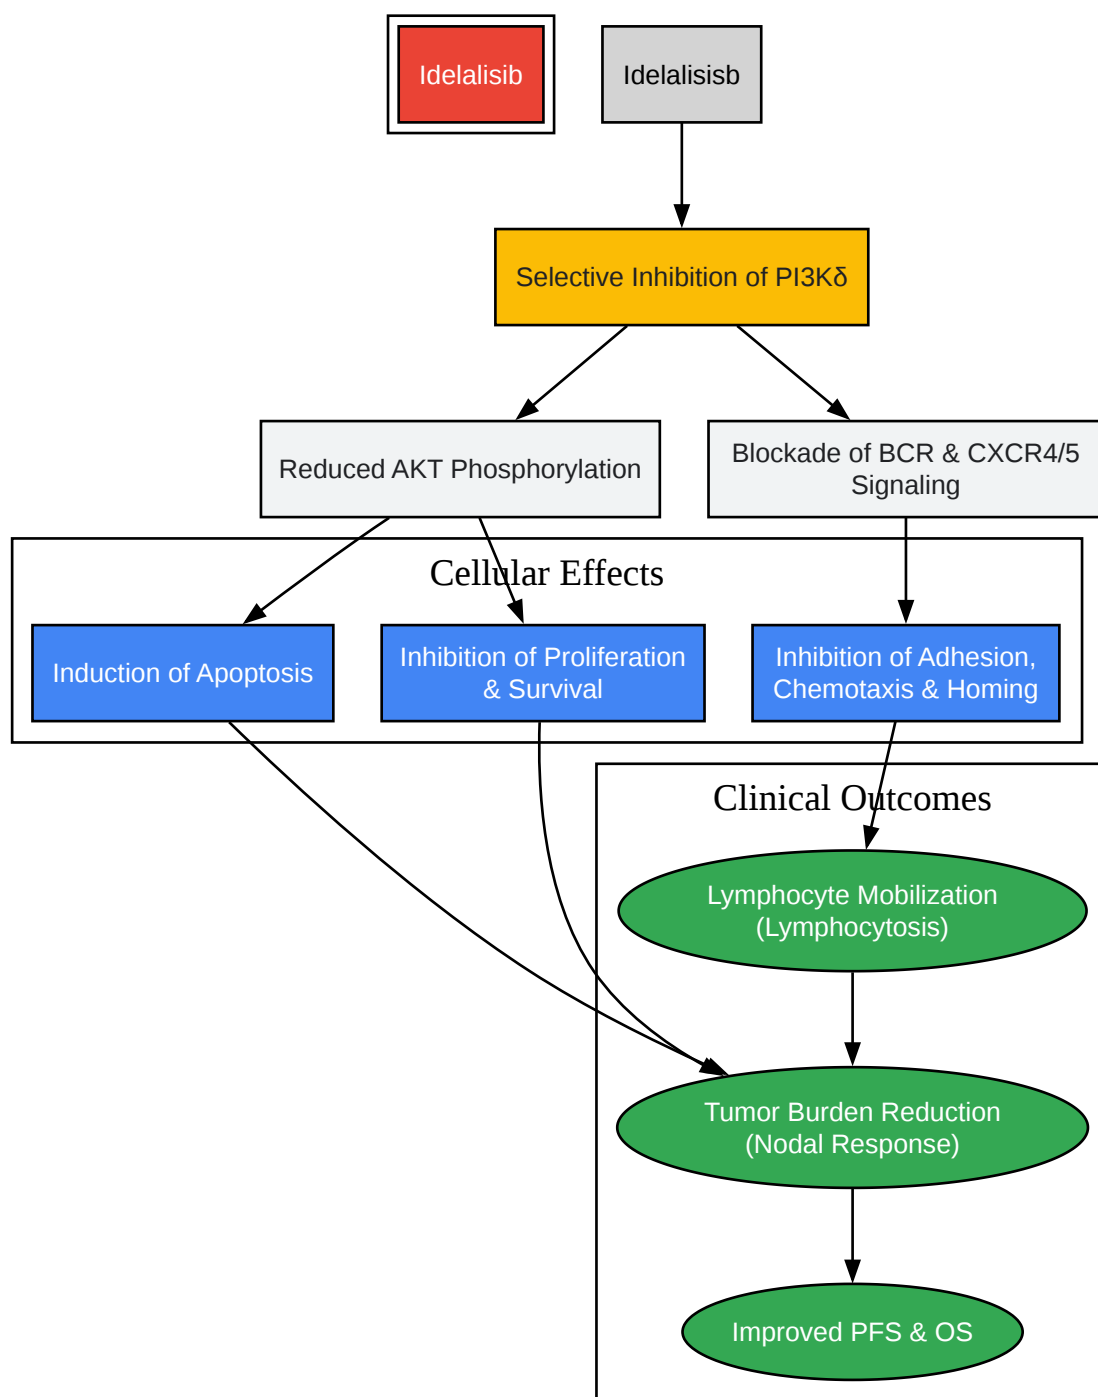 Idelalisib
Idelalisisb
Selective Inhibition of PI3Kδ
Reduced AKT Phosphorylation
Blockade of BCR & CXCR4/5
Signaling
Cellular Effects
Induction of Apoptosis
Inhibition of Proliferation
& Survival
Inhibition of Adhesion,
Chemotaxis & Homing
Clinical Outcomes
Lymphocyte Mobilization
(Lymphocytosis)
Tumor Burden Reduction
(Nodal Response)
Improved PFS & OS